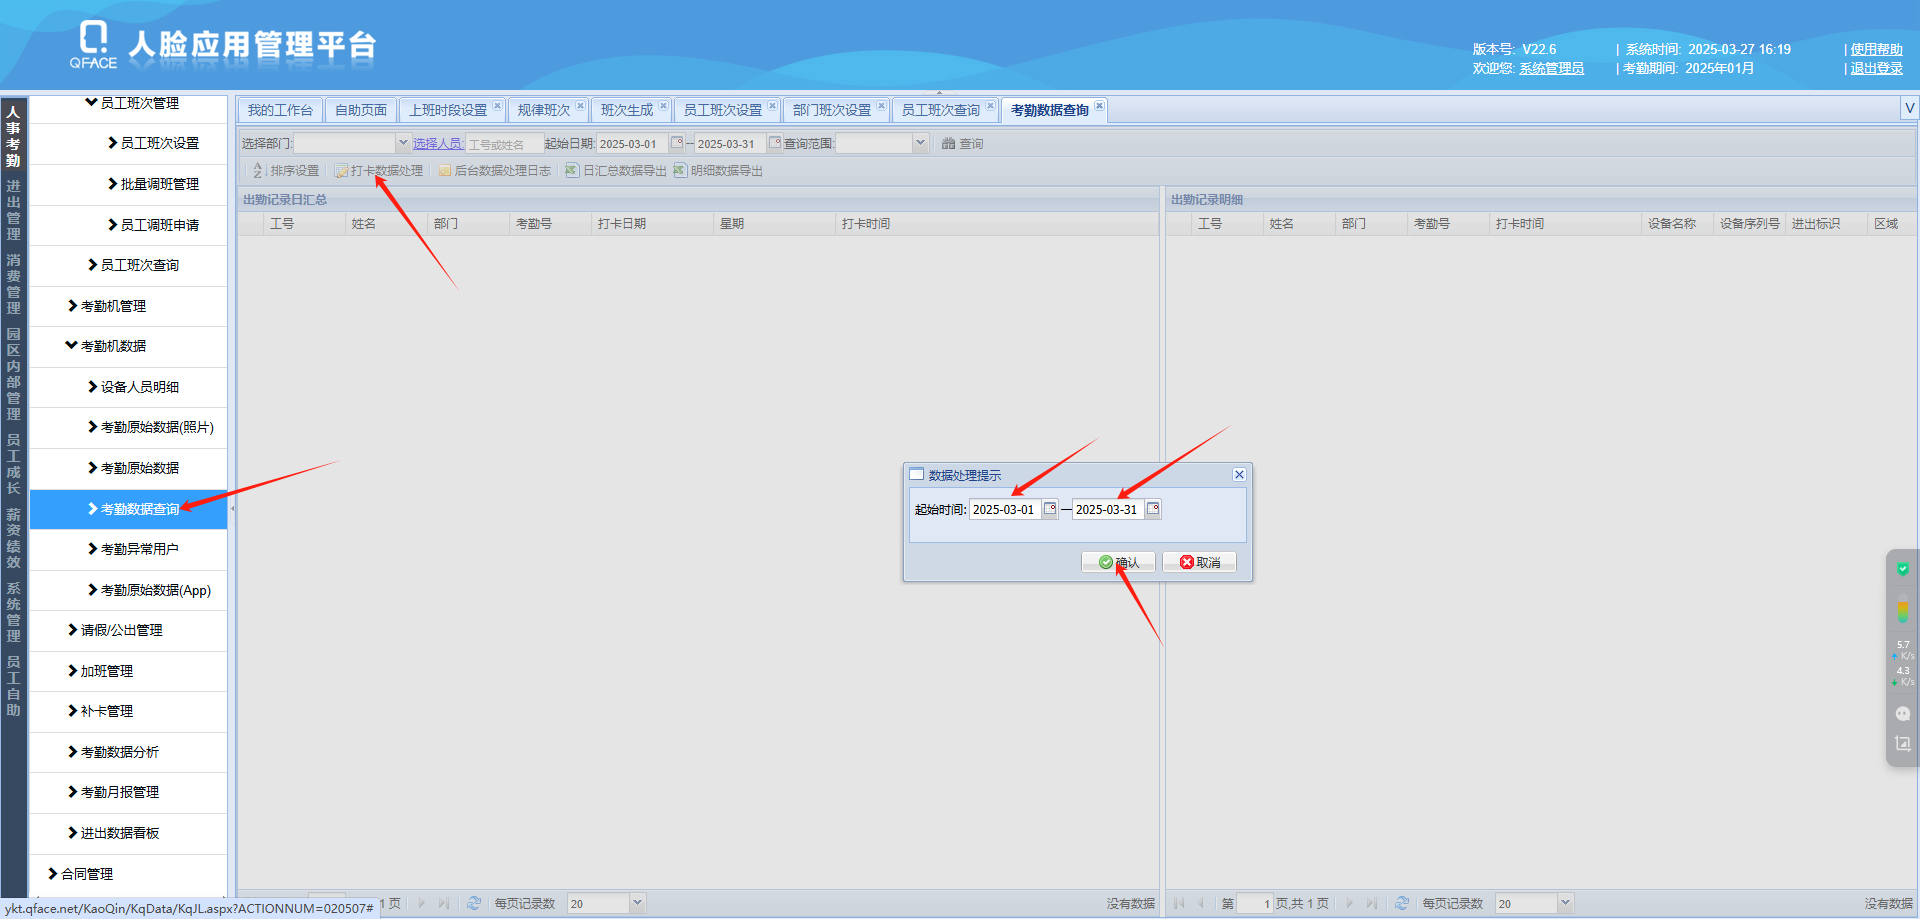 QFACE
人脸应用管理平台
版本号: V22.6 | 系统时间: 2025-03-27 16:19 | 使用帮助
欢迎您: 系统管理员 | 考勤期间: 2025年01月 | 退出登录
人事考勤
进出管理
消费管理
园区内部管理
员工成长
薪资绩效
系统管理
员工自助
员工班次管理
员工班次设置
批量调班管理
员工调班申请
员工班次查询
考勤机管理
考勤机数据
设备人员明细
考勤原始数据(照片)
考勤原始数据
考勤数据查询
考勤异常用户
考勤原始数据(App)
请假/公出管理
加班管理
补卡管理
考勤数据分析
考勤月报管理
进出数据看板
合同管理
我的工作台 自助页面 上班时段设置 规律班次 班次生成 员工班次设置 部门班次设置 员工班次查询 考勤数据查询 V
选择部门: 选择人员: 工号或姓名 起始日期: 2025-03-01 -- 2025-03-31 查询范围: 查询
排序设置 打卡数据处理 后台数据处理日志 日汇总数据导出 明细数据导出
出勤记录日汇总
工号 姓名 部门 考勤号 打卡日期 星期 打卡时间
出勤记录明细
工号 姓名 部门 考勤号 打卡时间 设备名称 设备序列号 进出标识 区域
数据处理提示
起始时间: 2025-03-01 — 2025-03-31
确认 取消
5.7
K/s
4.3
K/s
1 页 每页记录数 20 没有数据
第 1 页,共 1 页 每页记录数 20 没有数据
ykt.qface.net/KaoQin/KqData/KqJL.aspx?ACTIONNUM=020507#